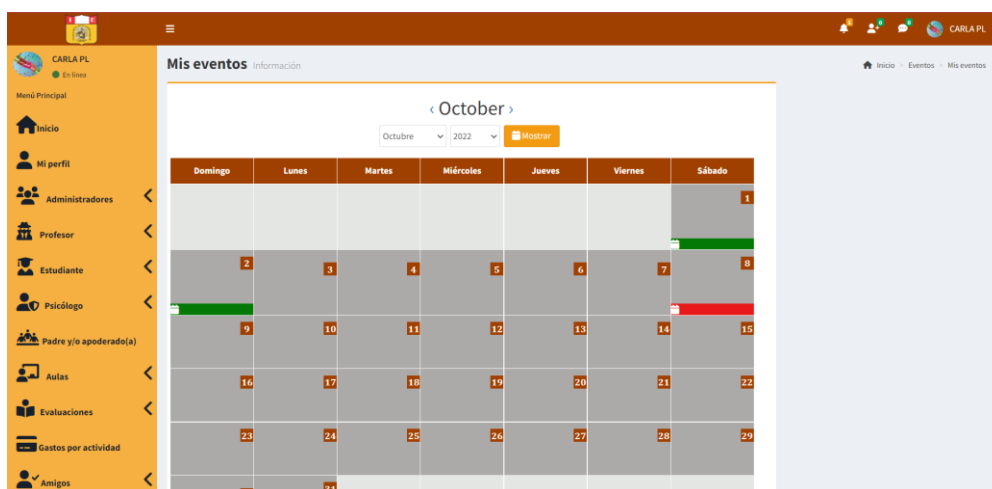 I E
1 0 0 CARLA PL
CARLA PL
En línea
Menú Principal
Inicio
Mi perfil
Administradores
Profesor
Estudiante
Psicólogo
Padre y/o apoderado(a)
Aulas
Evaluaciones
Gastos por actividad
Amigos
Mis eventos Información
Inicio Eventos Mis eventos
‹ October ›
Octubre 2022 Mostrar
Domingo Lunes Martes Miércoles Jueves Viernes Sábado
1
2 3 4 5 6 7 8
9 10 11 12 13 14 15
16 17 18 19 20 21 22
23 24 25 26 27 28 29
31